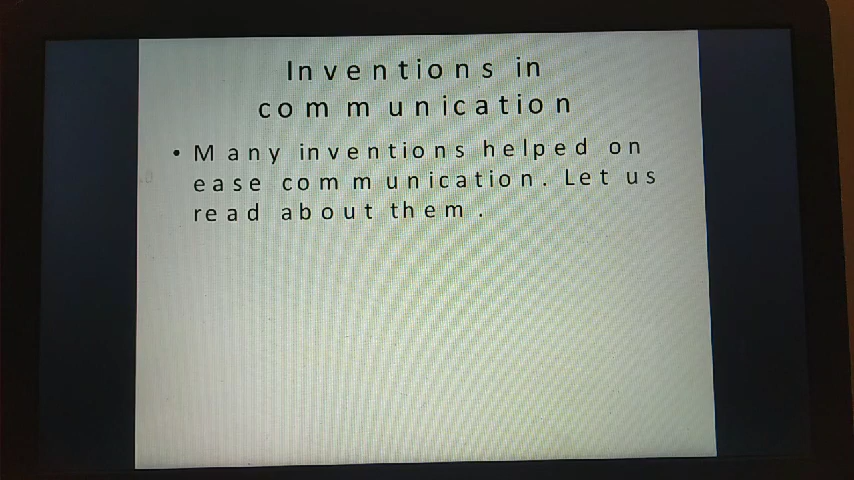 Inventions in
communication
• Many inventions helped on
ease communication. Let us
read about them.